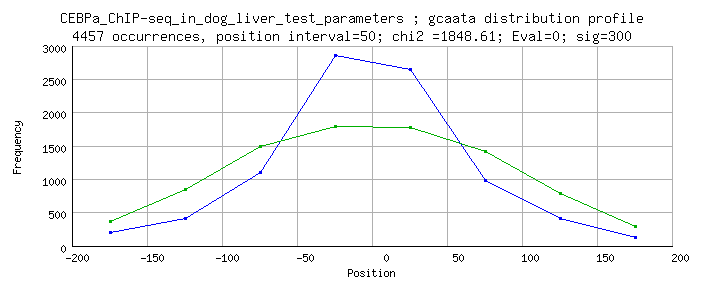 CEBPa_ChIP-seq_in_dog_liver_test_parameters ; gcaata distribution profile
4457 occurrences, position interval=50; chi2 =1848.61; Eval=0; sig=300
3000
2500
2000
1500
1000
500
0
Frequency
-200 -150 -100 -50 0 50 100 150 200
Position